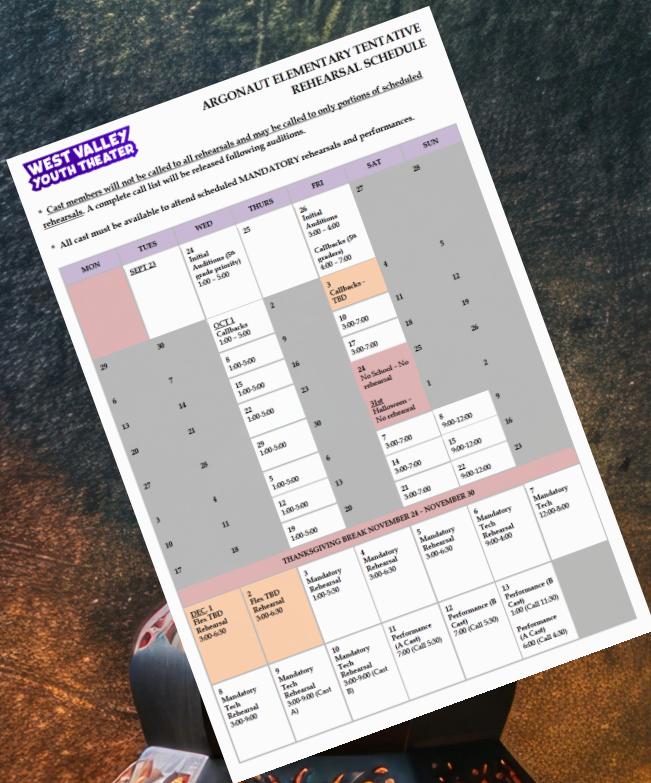 ARGONAUT ELEMENTARY TENTATIVE
REHEARSAL SCHEDULE
WEST VALLEY
YOUTH THEATER
* Cast members will not be called to all rehearsals and may be called to only portions of scheduled
rehearsals. A complete call list will be released following auditions.
* All cast must be available to attend scheduled MANDATORY rehearsals and performances.
MON TUES WED THURS FRI SAT SUN
SEPT 23
24
Initial
Auditions (5th
grade priority)
1:00 - 5:00
25
26
Initial
Auditions
3:00 - 4:00
Callbacks (5th
graders)
4:00 - 7:00
27
28
29
30
OCT 1
Callbacks
1:00 - 5:00
2
3
Callbacks -
TBD
4
5
6
7
8
1:00-5:00
9
10
3:00-7:00
11
12
13
14
15
1:00-5:00
16
17
3:00-7:00
18
19
20
21
22
1:00-5:00
23
24
No School - No
rehearsal
25
26
27
28
29
1:00-5:00
30
31st
Halloween -
No rehearsal
1
2
3
4
5
1:00-5:00
6
7
3:00-7:00
8
9:00-12:00
9
10
11
12
1:00-5:00
13
14
3:00-7:00
15
9:00-12:00
16
17
18
19
1:00-5:00
20
21
3:00-7:00
22
9:00-12:00
23
THANKSGIVING BREAK NOVEMBER 24 - NOVEMBER 30
DEC 1
Flex TBD
Rehearsal
3:00-6:30
2
Flex TBD
Rehearsal
3:00-6:30
3
Mandatory
Rehearsal
1:00-5:30
4
Mandatory
Rehearsal
3:00-6:30
5
Mandatory
Rehearsal
3:00-6:30
6
Mandatory
Tech
Rehearsal
9:00-4:00
7
Mandatory
Tech
12:00-8:00
8
Mandatory
Tech
Rehearsal
3:00-9:00
9
Mandatory
Tech
Rehearsal
3:00-9:00 (Cast
A)
10
Mandatory
Tech
Rehearsal
3:00-9:00 (Cast
B)
11
Performance
(A Cast)
7:00 (Call 5:30)
12
Performance (B
Cast)
7:00 (Call 5:30)
13
Performance (B
Cast)
1:00 (Call 11:30)
Performance
(A Cast)
6:00 (Call 4:30)